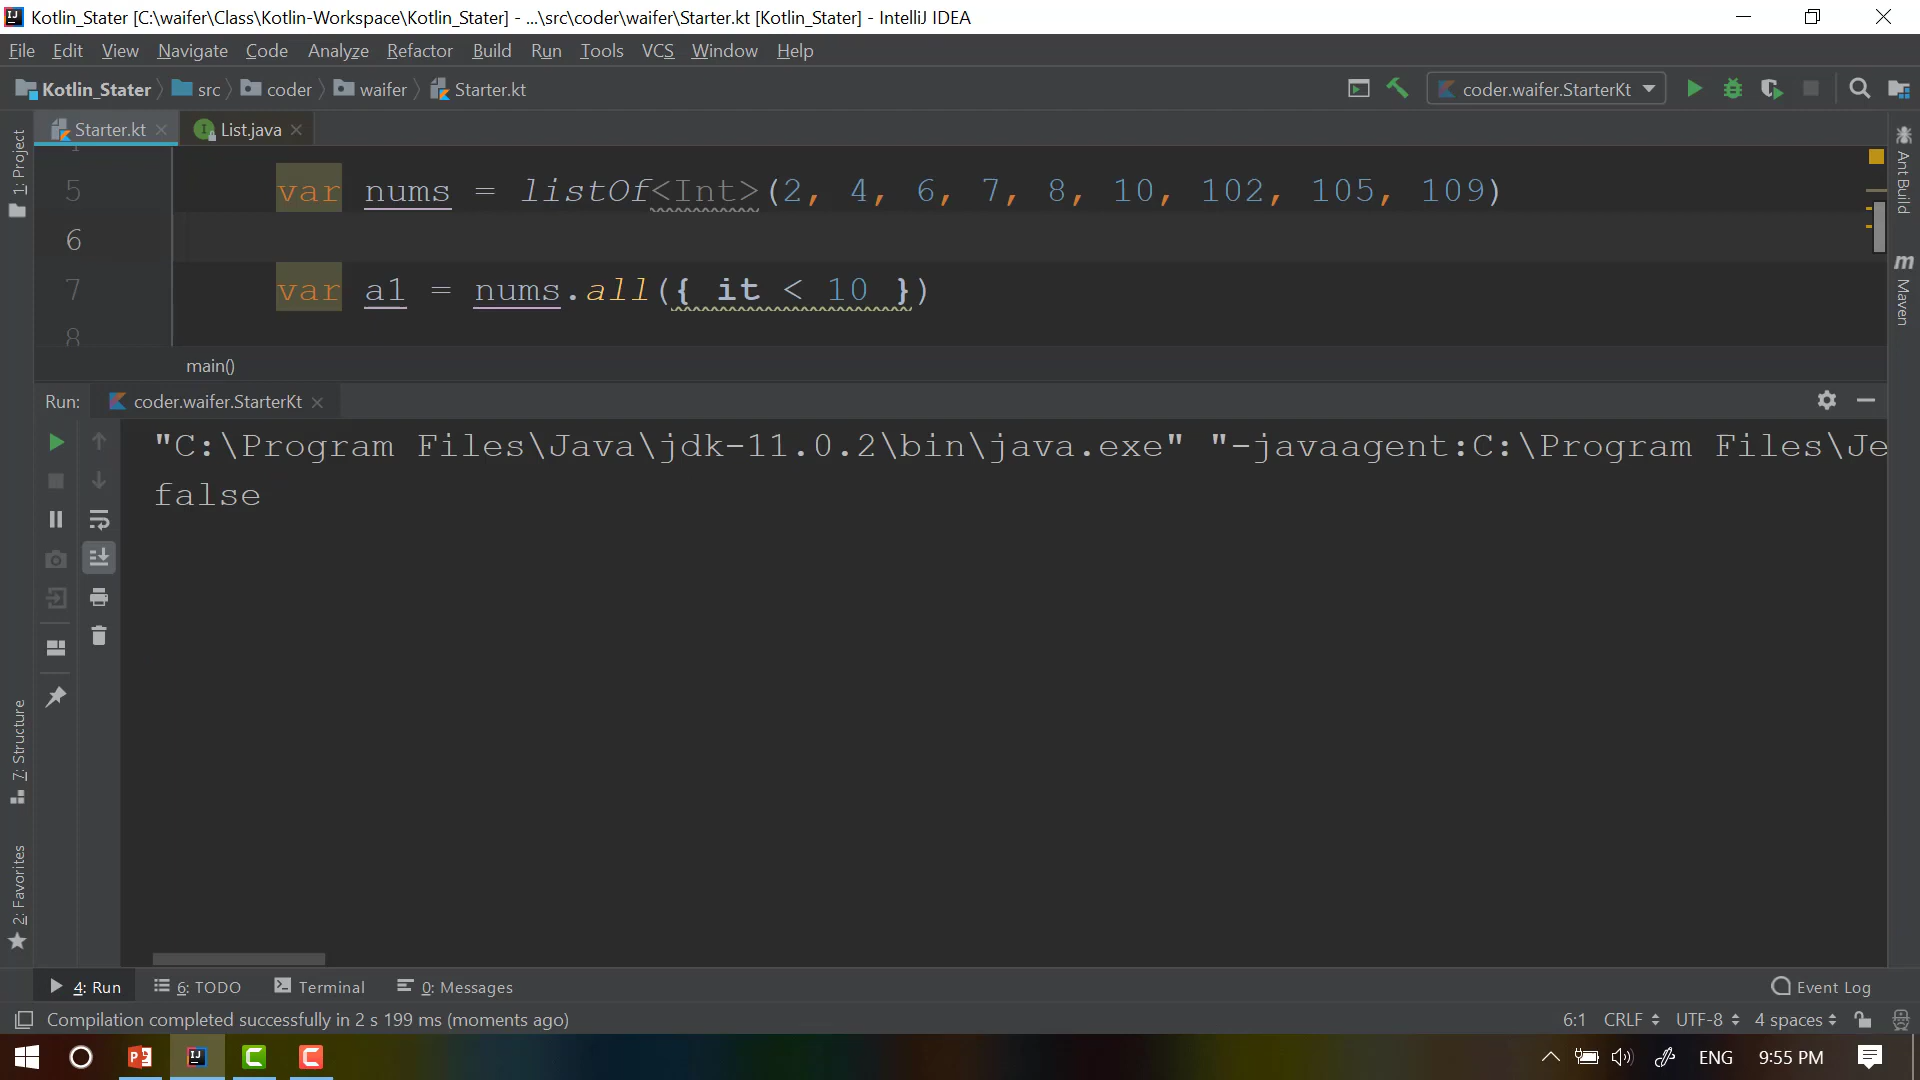 Kotlin_Stater [C:\waifer\Class\Kotlin-Workspace\Kotlin_Stater] - ...\src\coder\waifer\Starter.kt [Kotlin_Stater] - IntelliJ IDEA
File Edit View Navigate Code Analyze Refactor Build Run Tools VCS Window Help
Kotlin_Stater src coder waifer Starter.kt coder.waifer.StarterKt
Starter.kt List.java
1: Project
Ant Build
Maven
5 var nums = listOf<Int>(2, 4, 6, 7, 8, 10, 102, 105, 109)
6
7 var a1 = nums.all({ it < 10 })
8
main()
Run: coder.waifer.StarterKt
"C:\Program Files\Java\jdk-11.0.2\bin\java.exe" "-javaagent:C:\Program Files\Je
false
7: Structure
2: Favorites
4: Run 6: TODO Terminal 0: Messages Event Log
Compilation completed successfully in 2 s 199 ms (moments ago) 6:1 CRLF UTF-8 4 spaces
ENG 9:55 PM